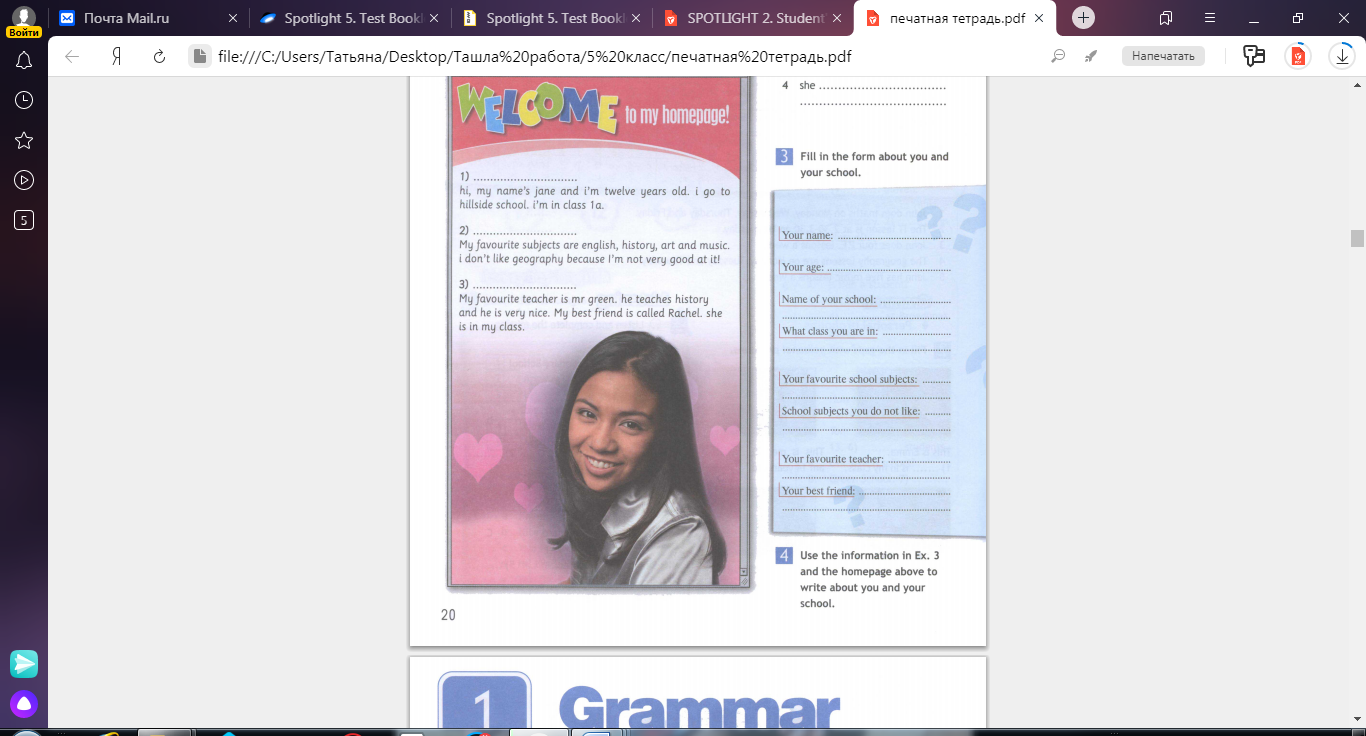 Почта Mail.ru
Spotlight 5. Test Bookl
Spotlight 5. Test Bookl
SPOTLIGHT 2. Student'
печатная тетрадь.pdf
Войти
Я
file:///C:/Users/Татьяна/Desktop/Ташла%20работа/5%20класс/печатная%20тетрадь.pdf
Напечатать
5
WELCOME to my homepage!
1) ..............................
hi, my name's jane and i'm twelve years old. i go to
hillside school. i'm in class 1a.
2) ..............................
My favourite subjects are english, history, art and music.
i don't like geography because I'm not very good at it!
3) ..............................
My favourite teacher is mr green. he teaches history
and he is very nice. My best friend is called Rachel. she
is in my class.
20
4 she ................................
.....................................
3 Fill in the form about you and
your school.
Your name: ..............................
Your age: ................................
Name of your school: ..................
............................................
What class you are in: .................
............................................
Your favourite school subjects: ........
............................................
School subjects you do not like: .......
............................................
Your favourite teacher: ................
............................................
Your best friend: .......................
............................................
4 Use the information in Ex. 3
and the homepage above to
write about you and your
school.
1 Grammar